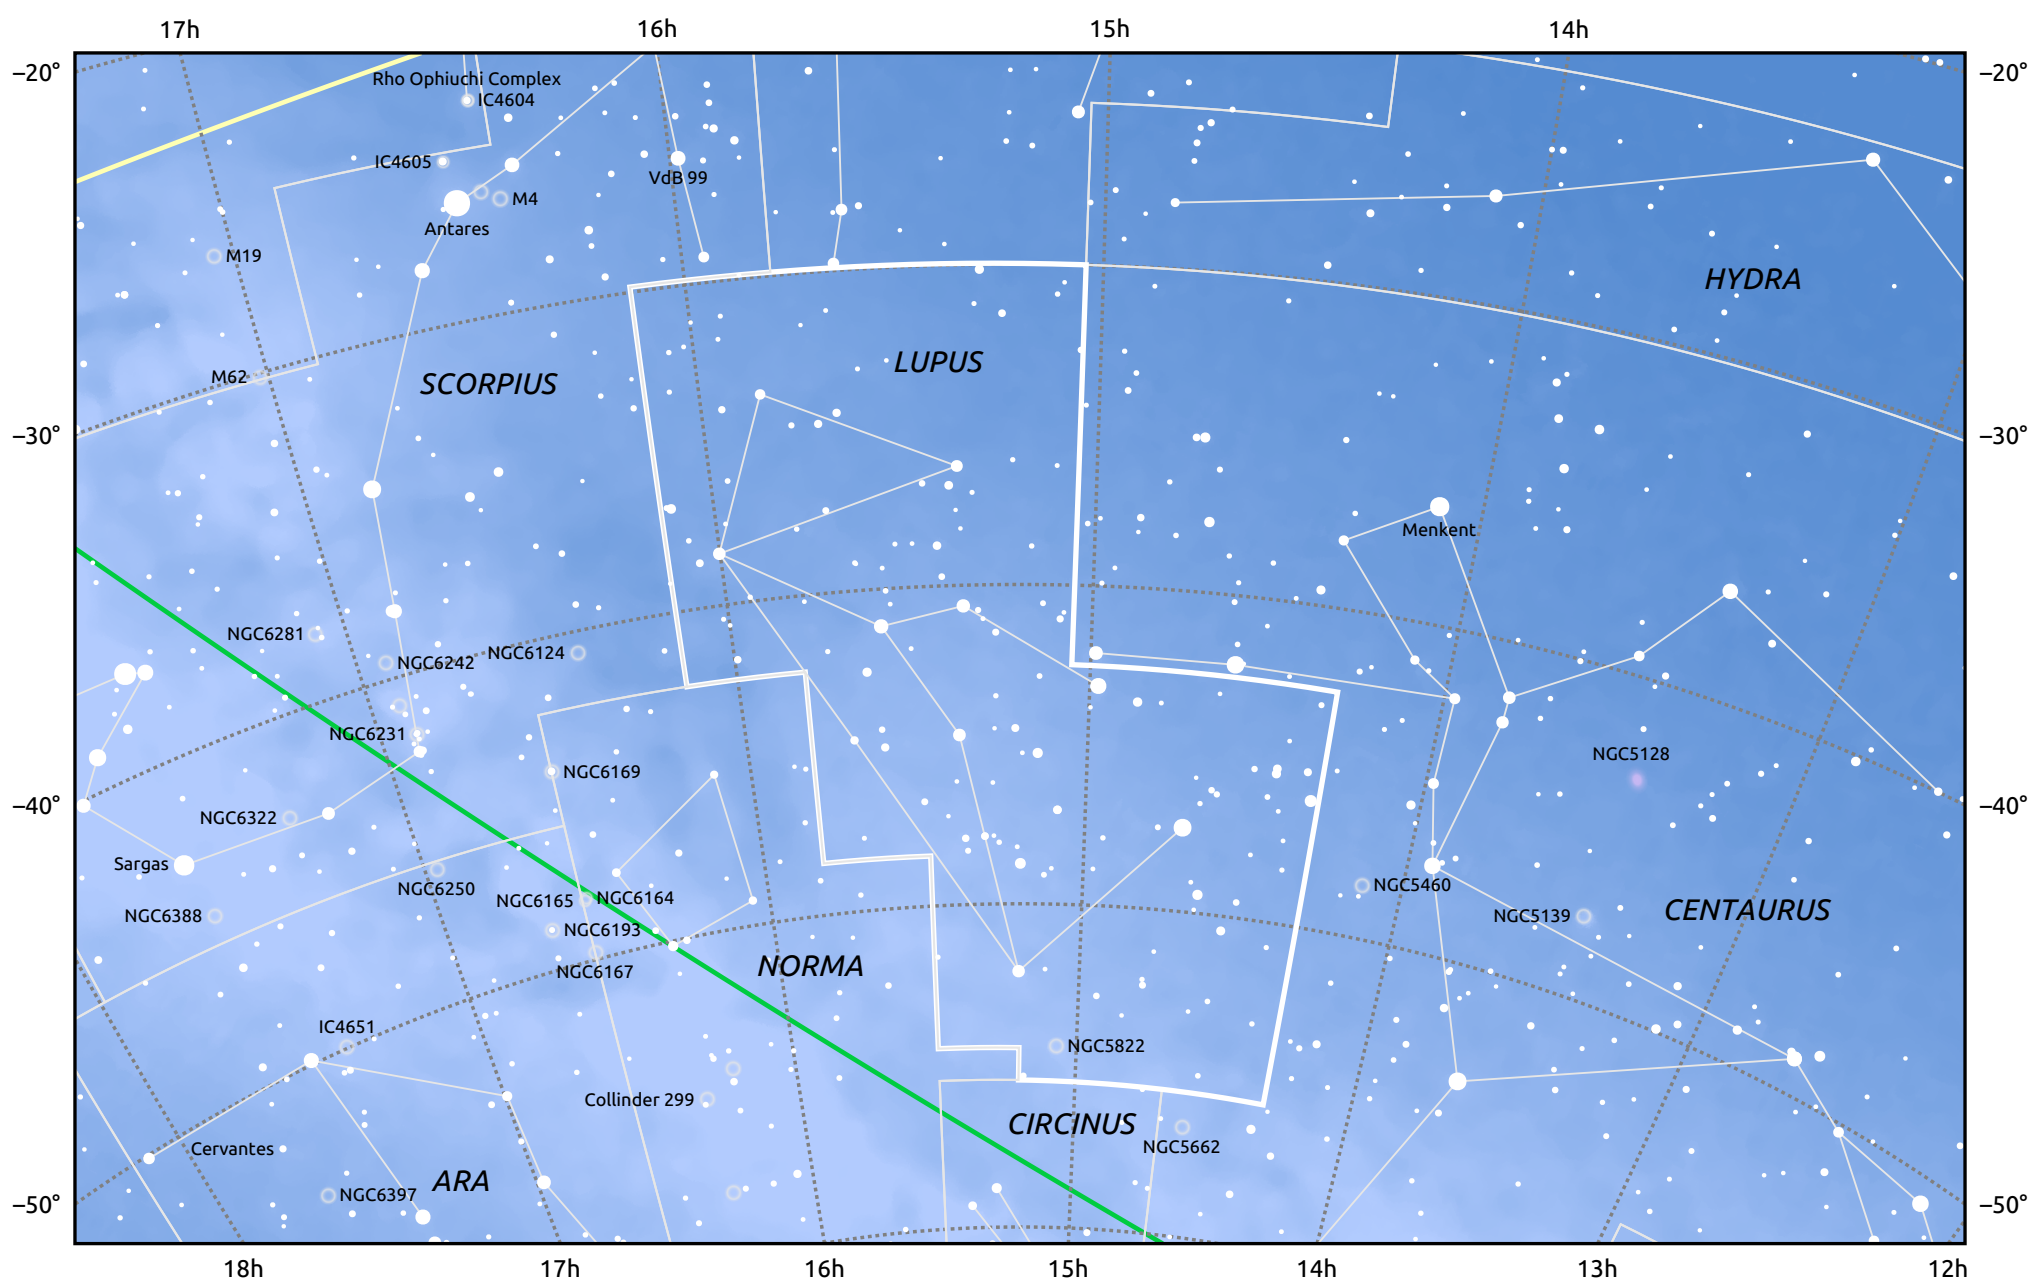 17h 16h 15h 14h
−20° −20°
Rho Ophiuchi Complex
IC4604
IC4605
VdB 99
M4
Antares
M19
HYDRA
LUPUS
M62
SCORPIUS
−30° −30°
Menkent
NGC6281
NGC6242
NGC6124
NGC6231
NGC5128
NGC6169
−40° −40°
NGC6322
Sargas
NGC6250
NGC5460
NGC6165
NGC6164
NGC6388
NGC5139
CENTAURUS
NGC6193
NORMA
NGC6167
IC4651
NGC5822
Collinder 299
CIRCINUS
Cervantes
NGC5662
ARA
NGC6397
−50° −50°
18h 17h 16h 15h 14h 13h 12h